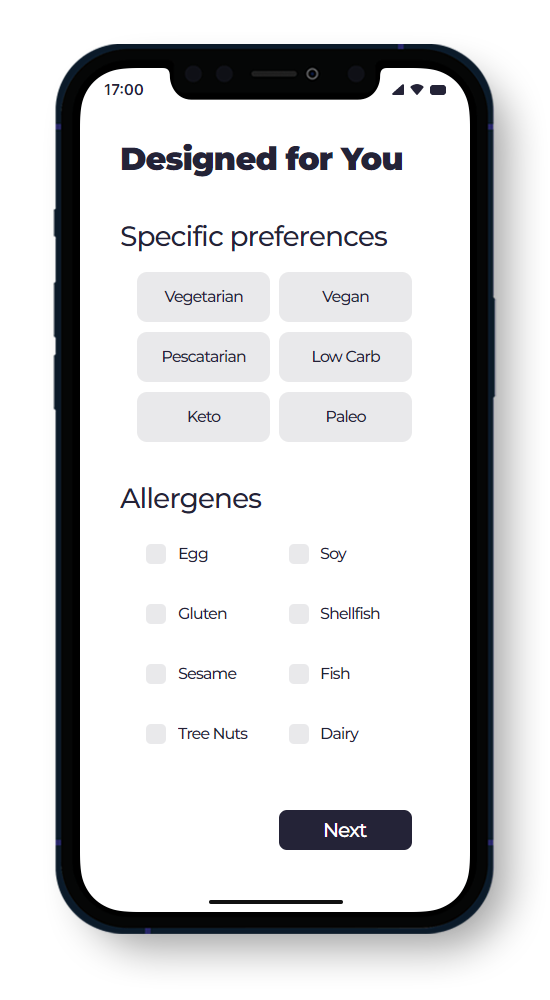 17:00
Designed for You
Specific preferences
Vegetarian
Vegan
Pescatarian
Low Carb
Keto
Paleo
Allergenes
Egg
Soy
Gluten
Shellfish
Sesame
Fish
Tree Nuts
Dairy
Next